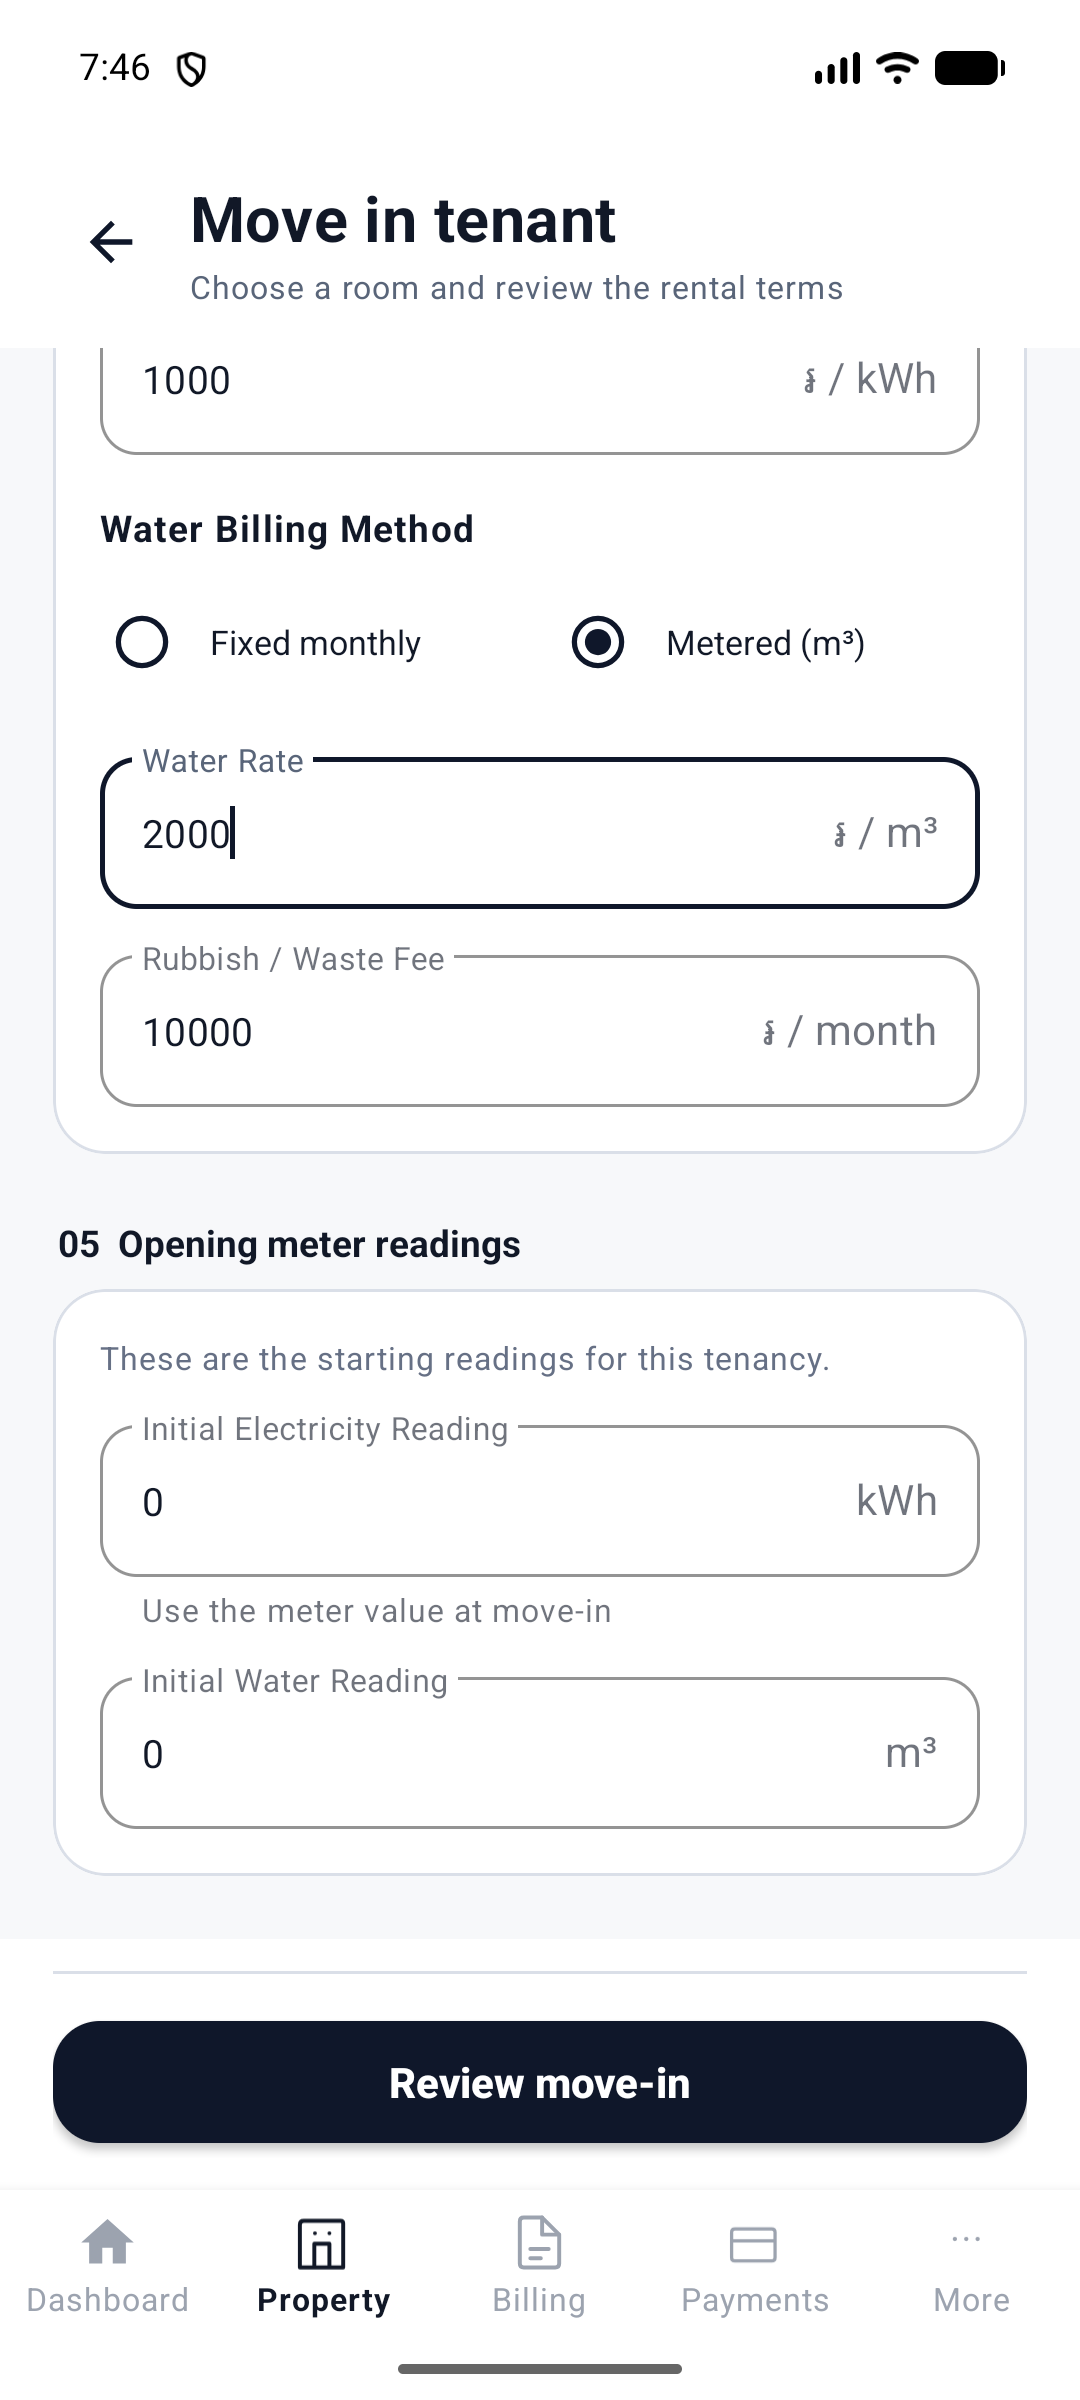 7:46
Move in tenant
Choose a room and review the rental terms
1000 ៛ / kWh
Water Billing Method
Fixed monthly
Metered (m³)
Water Rate
2000 ៛ / m³
Rubbish / Waste Fee
10000 ៛ / month
05 Opening meter readings
These are the starting readings for this tenancy.
Initial Electricity Reading
0 kWh
Use the meter value at move-in
Initial Water Reading
0 m³
Review move-in
Dashboard
Property
Billing
Payments
More